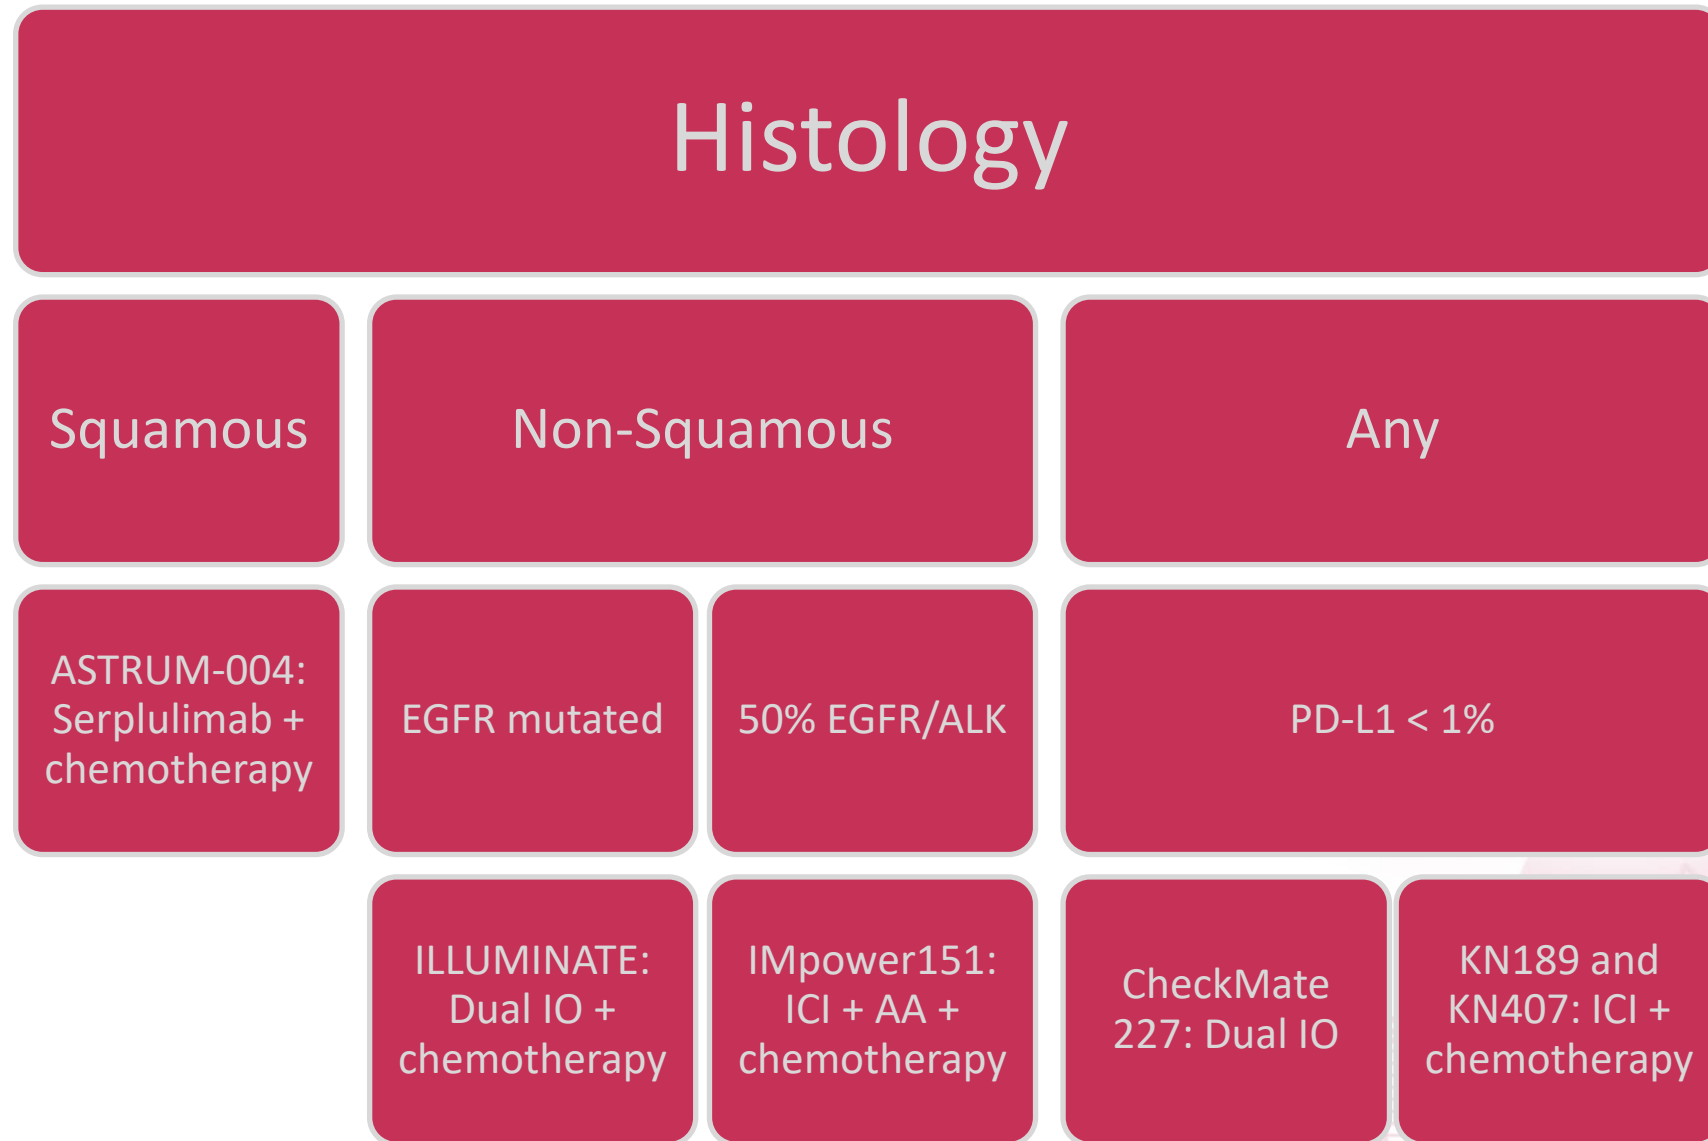 Histology
Squamous
Non-Squamous
Any
ASTRUM-004:
Serplulimab +
chemotherapy
EGFR mutated
50% EGFR/ALK
PD-L1 < 1%
ILLUMINATE:
Dual IO +
chemotherapy
IMpower151:
ICI + AA +
chemotherapy
CheckMate
227: Dual IO
KN189 and
KN407: ICI +
chemotherapy